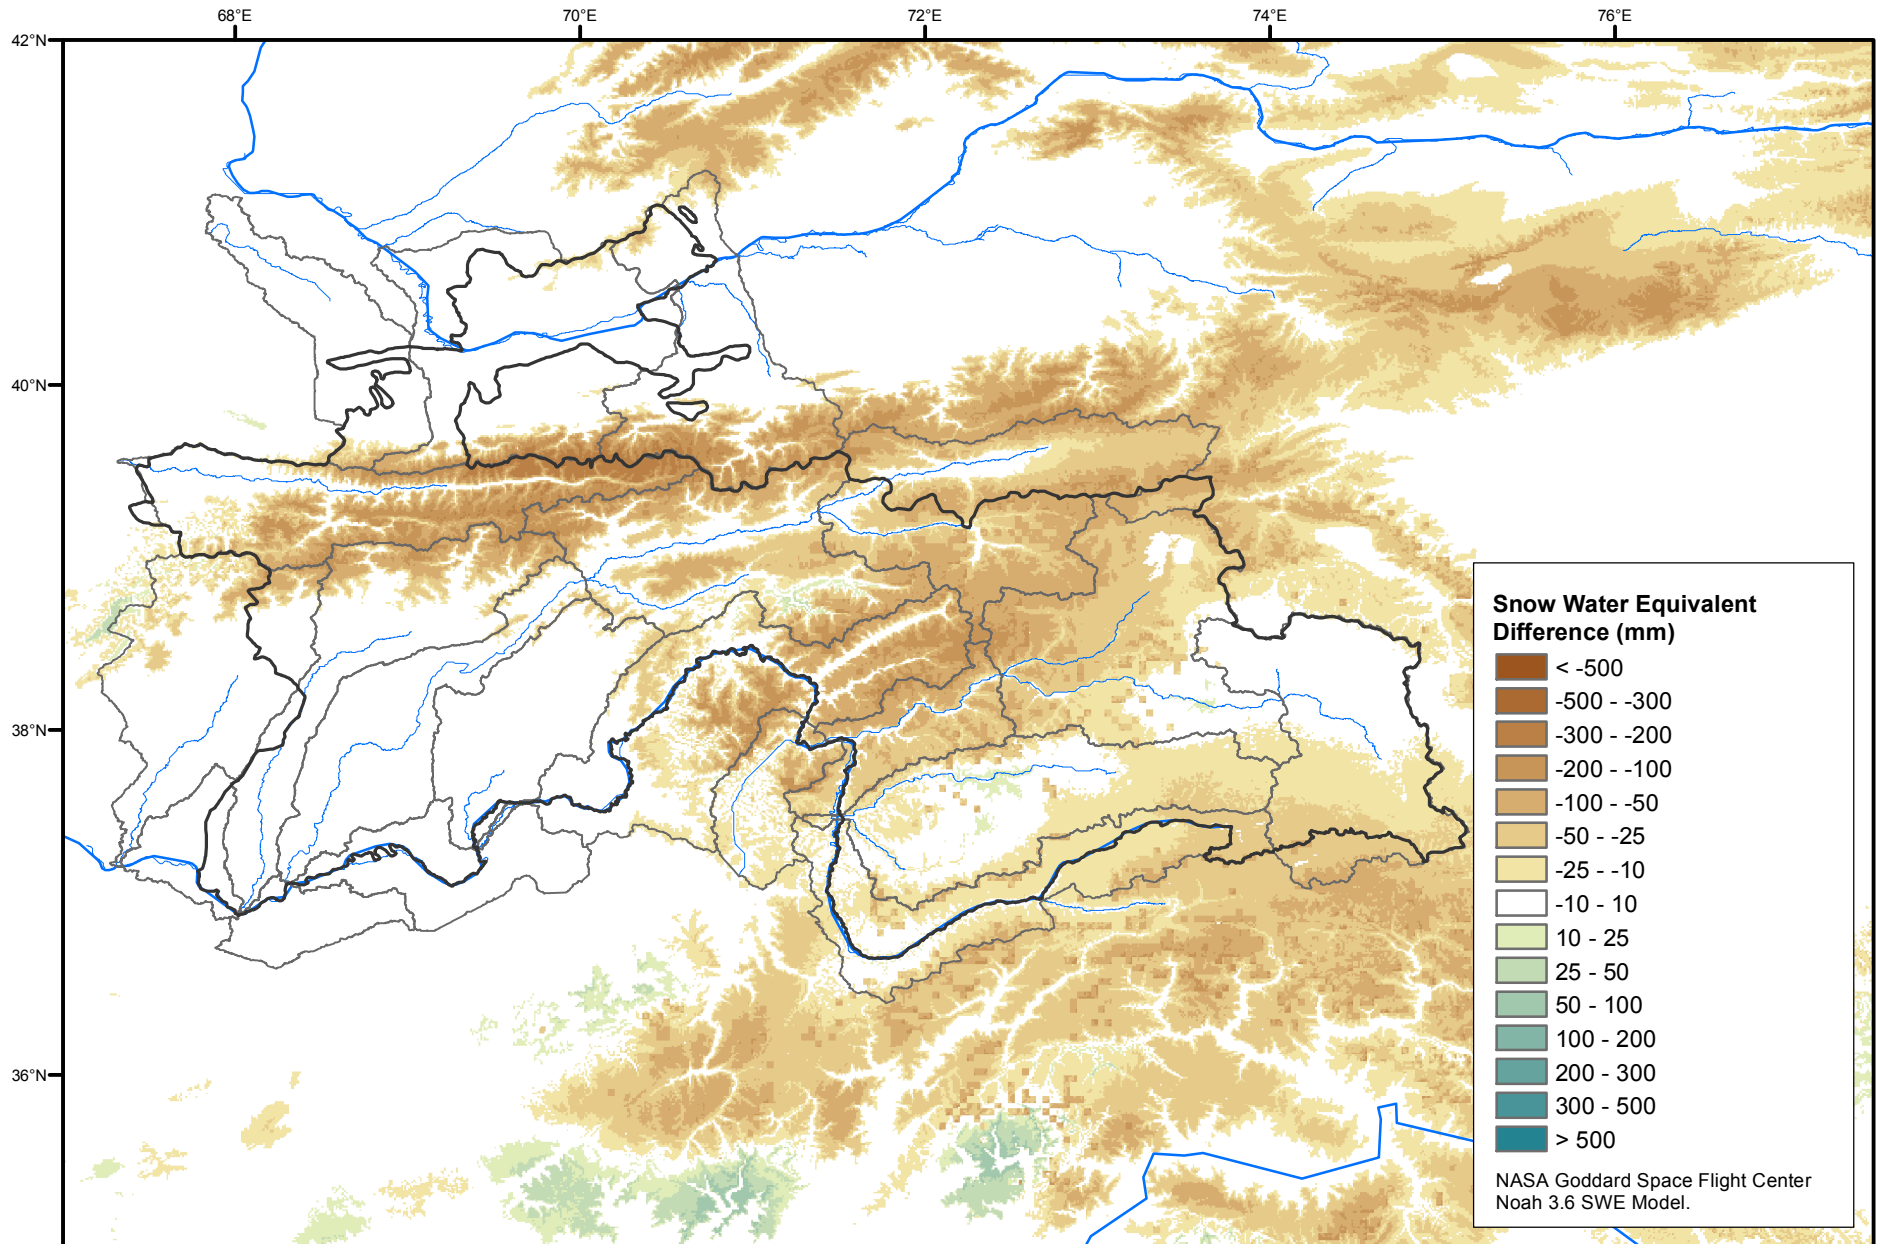 68°E
70°E
72°E
74°E
76°E
42°N
40°N
38°N
36°N
Snow Water Equivalent
Difference (mm)
< -500
-500 - -300
-300 - -200
-200 - -100
-100 - -50
-50 - -25
-25 - -10
-10 - 10
10 - 25
25 - 50
50 - 100
100 - 200
200 - 300
300 - 500
> 500
NASA Goddard Space Flight Center
Noah 3.6 SWE Model.